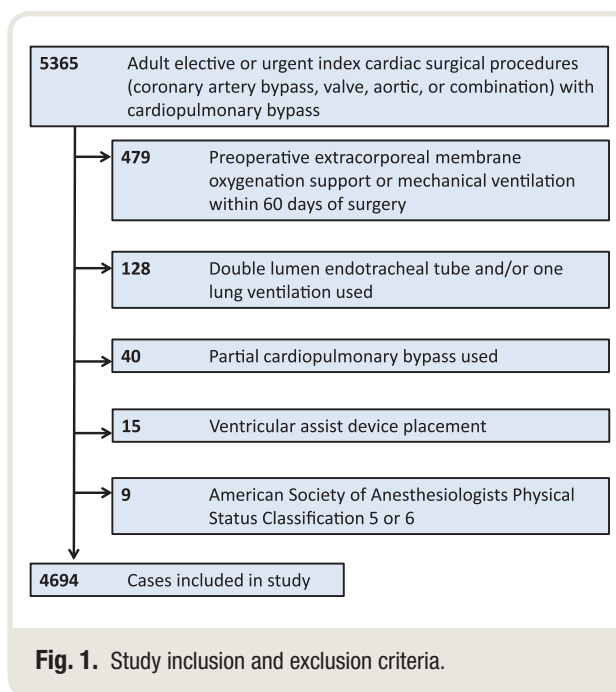 5365 Adult elective or urgent index cardiac surgical procedures
(coronary artery bypass, valve, aortic, or combination) with
cardiopulmonary bypass
479 Preoperative extracorporeal membrane
oxygenation support or mechanical ventilation
within 60 days of surgery
128 Double lumen endotracheal tube and/or one
lung ventilation used
40 Partial cardiopulmonary bypass used
15 Ventricular assist device placement
9 American Society of Anesthesiologists Physical
Status Classification 5 or 6
4694 Cases included in study
Fig. 1. Study inclusion and exclusion criteria.